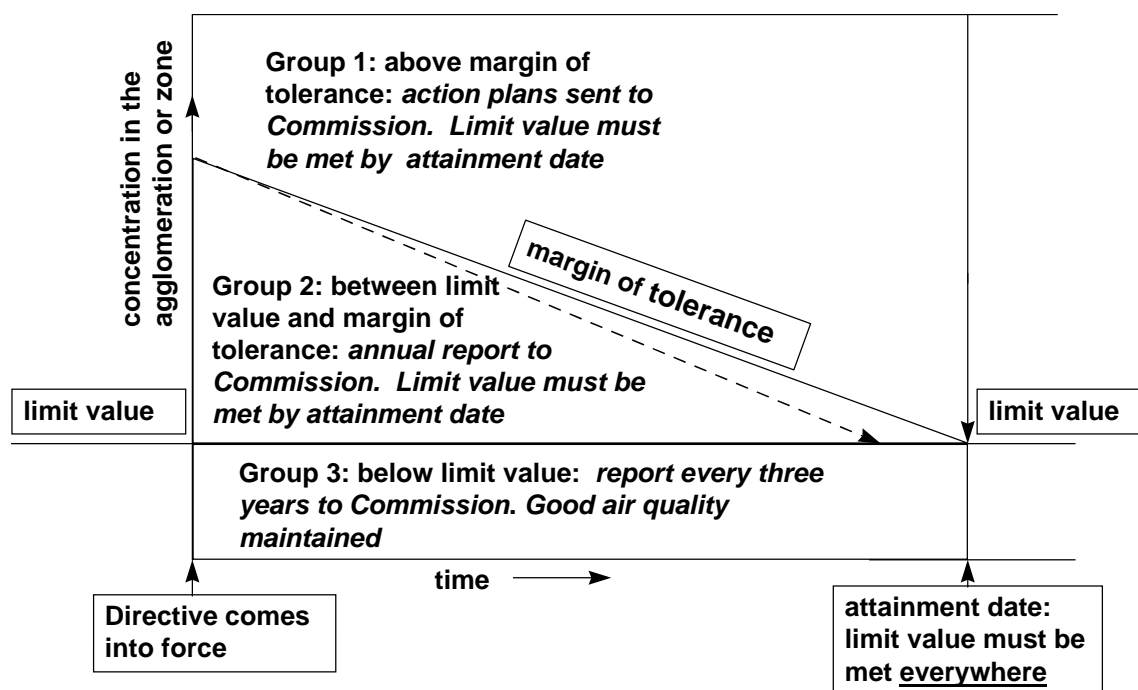 concentration in the
agglomeration or zone
Group 1: above margin of
tolerance: action plans sent to
Commission. Limit value must
be met by attainment date
margin of tolerance
Group 2: between limit
value and margin of
tolerance: annual report to
Commission. Limit value must be
met by attainment date
limit value
limit value
Group 3: below limit value: report every three
years to Commission. Good air quality
maintained
time
Directive comes
into force
attainment date:
limit value must be
met everywhere